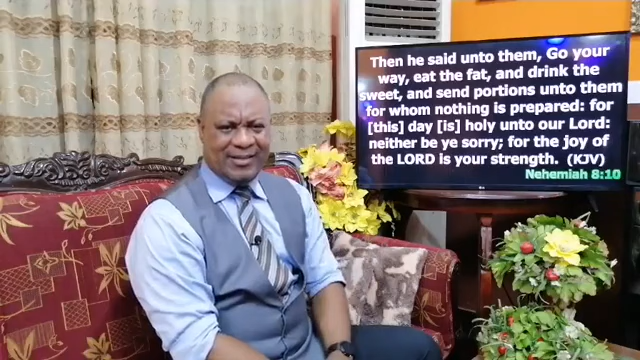 Then he said unto them, Go your
way, eat the fat, and drink the
sweet, and send portions unto them
for whom nothing is prepared: for
[this] day [is] holy unto our Lord:
neither be ye sorry; for the joy of
the LORD is your strength. (KJV)
Nehemiah 8:10
LG